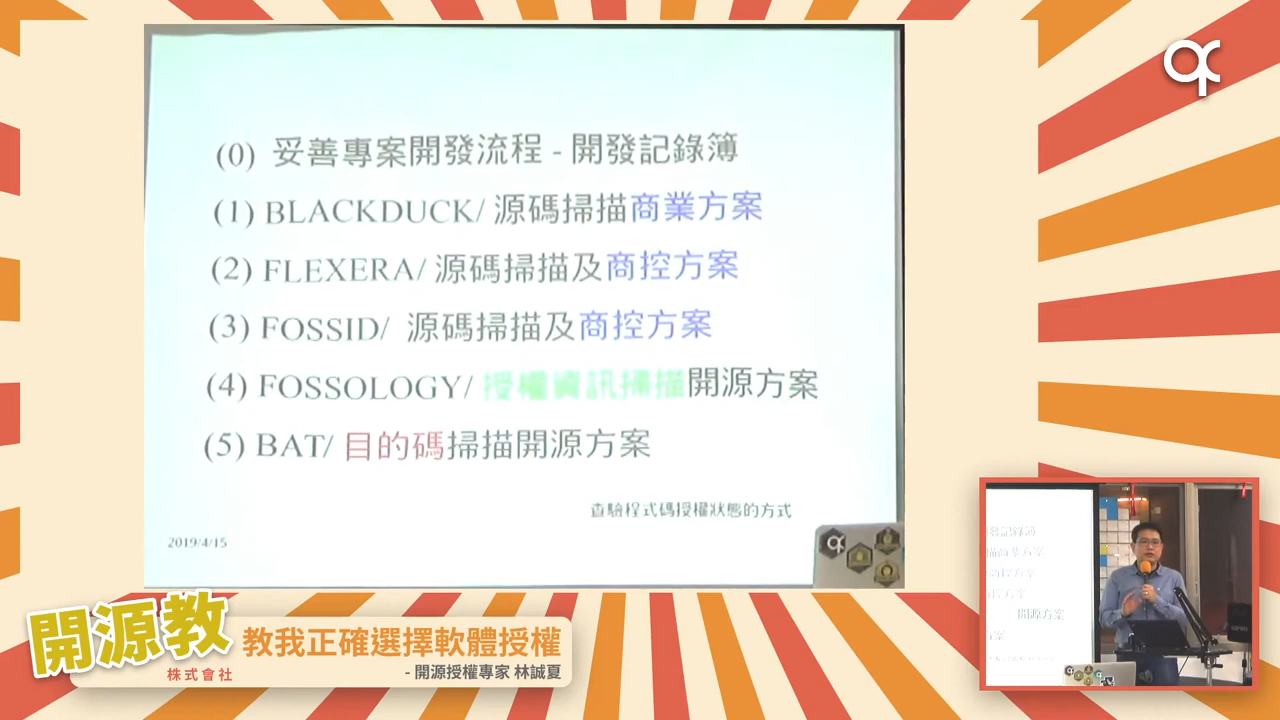 (0) 妥善專案開發流程 - 開發記錄簿
(1) BLACKDUCK/ 源碼掃描商業方案
(2) FLEXERA/ 源碼掃描及商控方案
(3) FOSSID/ 源碼掃描及商控方案
(4) FOSSOLOGY/ 授權資訊掃描開源方案
(5) BAT/ 目的碼掃描開源方案
查驗程式碼授權狀態的方式
2019/4/15
開源教
株式會社
教我正確選擇軟體授權
- 開源授權專家 林誠夏
開源方案